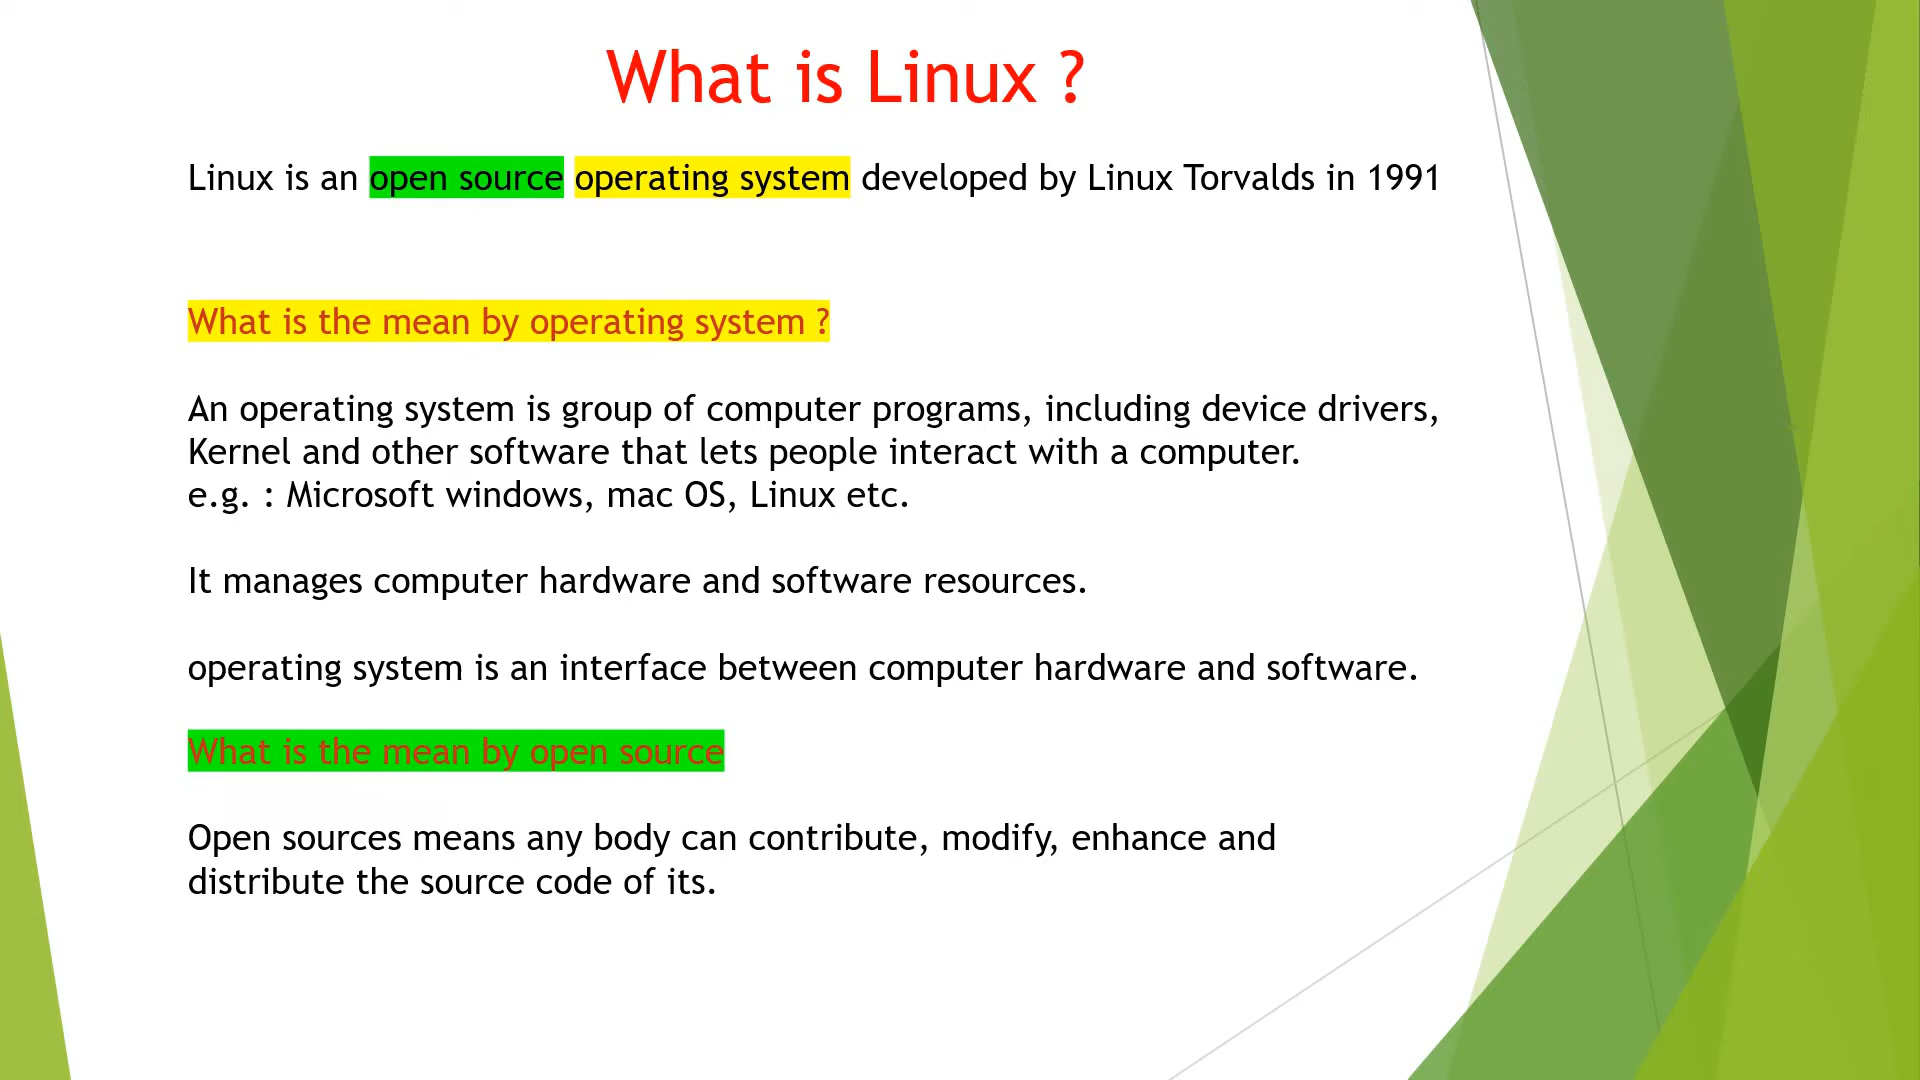 What is Linux ?
Linux is an open source operating system developed by Linux Torvalds in 1991
What is the mean by operating system ?
An operating system is group of computer programs, including device drivers,
Kernel and other software that lets people interact with a computer.
e.g. : Microsoft windows, mac OS, Linux etc.
It manages computer hardware and software resources.
operating system is an interface between computer hardware and software.
What is the mean by open source
Open sources means any body can contribute, modify, enhance and
distribute the source code of its.